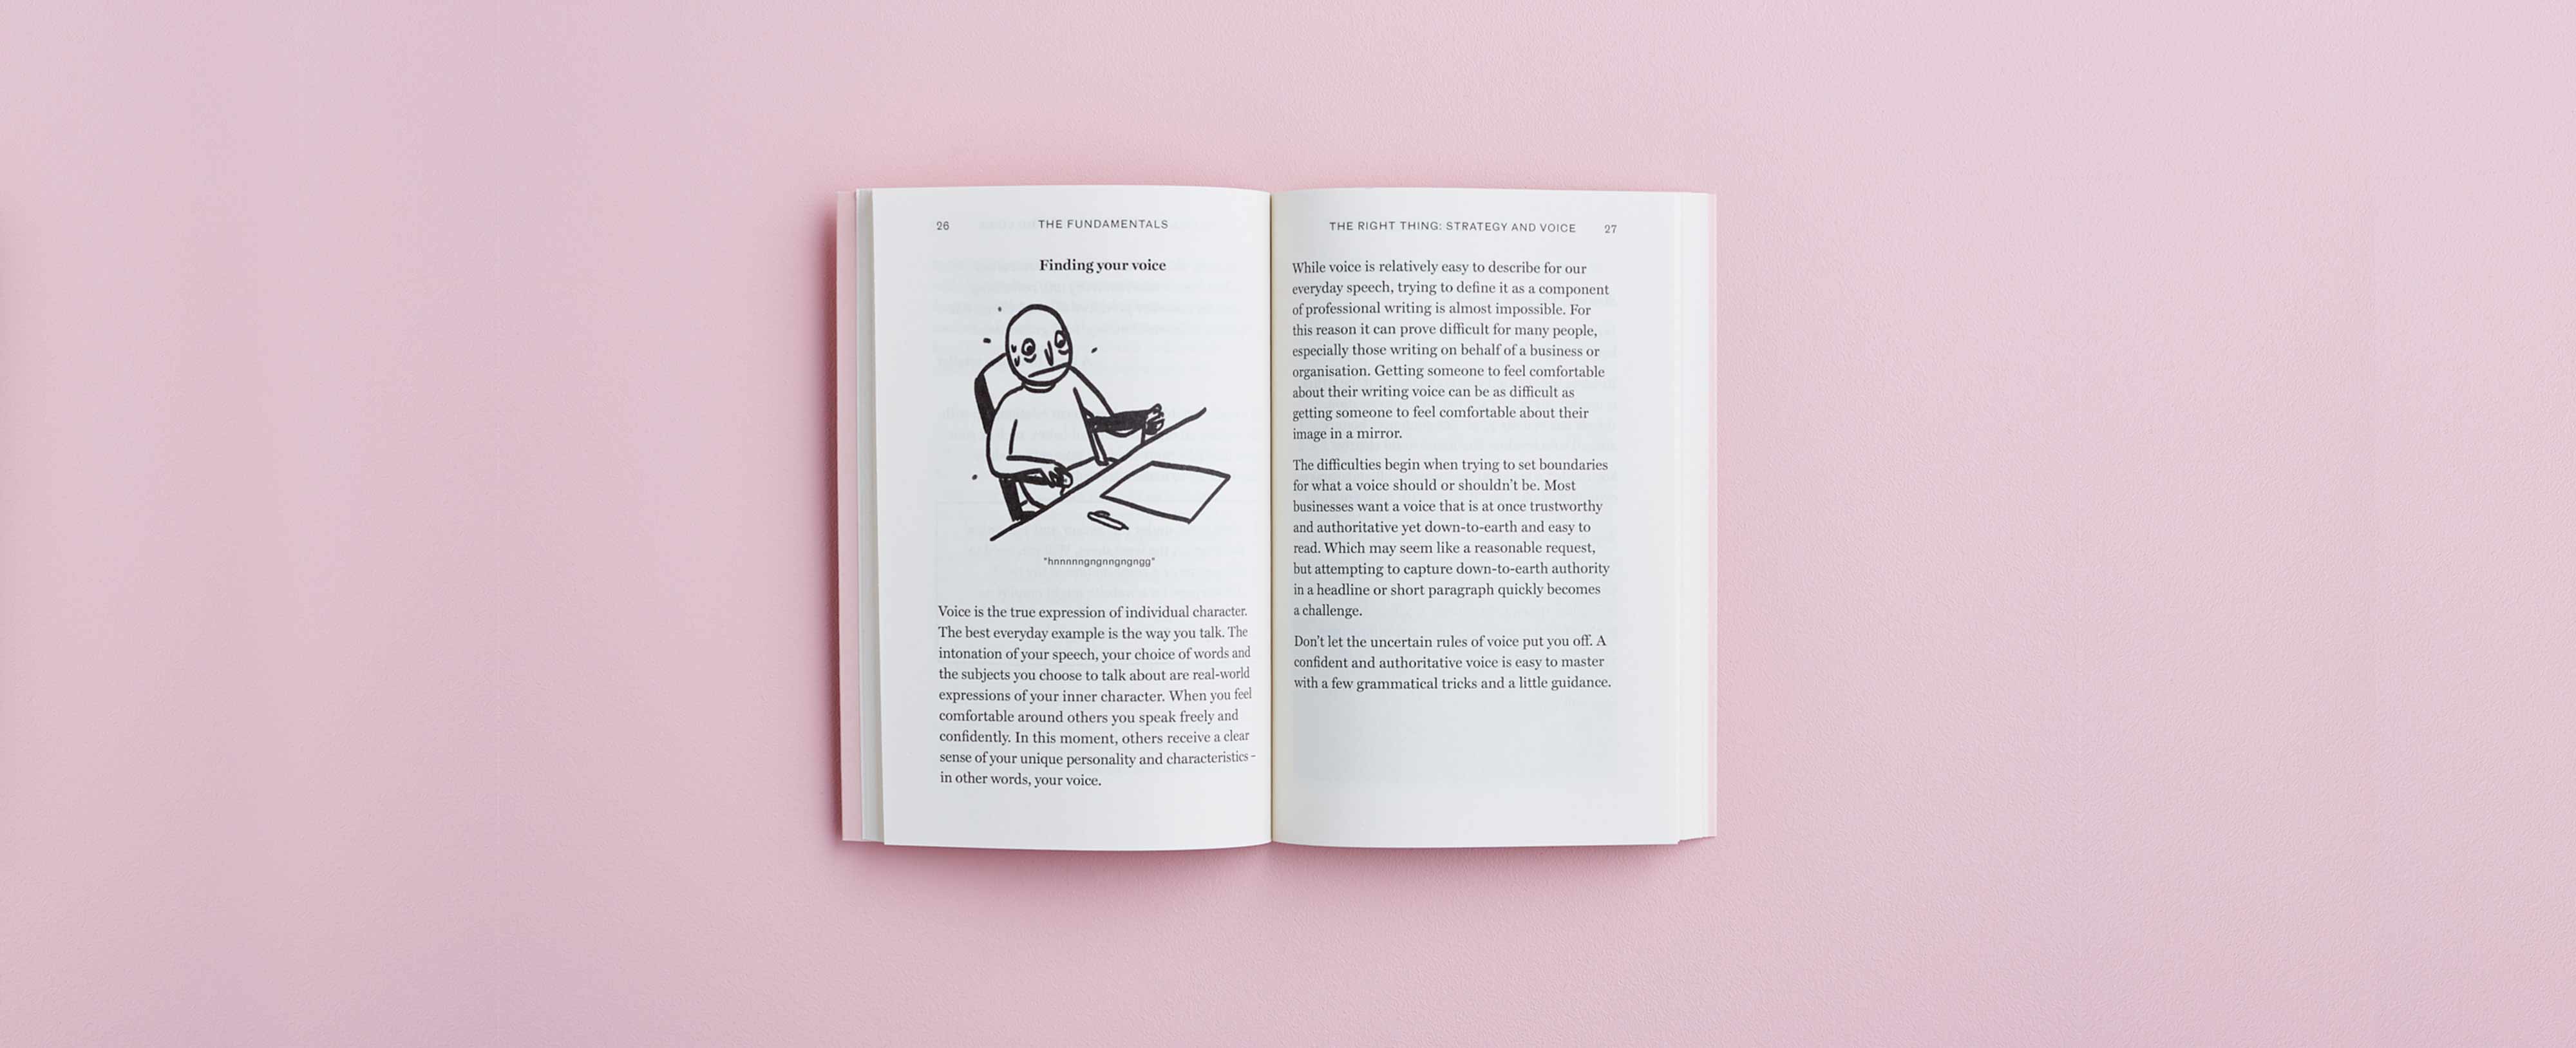 26 THE FUNDAMENTALS
Finding your voice
"hnnnnngngnngngngg"
Voice is the true expression of individual character.
The best everyday example is the way you talk. The
intonation of your speech, your choice of words and
the subjects you choose to talk about are real-world
expressions of your inner character. When you feel
comfortable around others you speak freely and
confidently. In this moment, others receive a clear
sense of your unique personality and characteristics –
in other words, your voice.
THE RIGHT THING: STRATEGY AND VOICE 27
While voice is relatively easy to describe for our
everyday speech, trying to define it as a component
of professional writing is almost impossible. For
this reason it can prove difficult for many people,
especially those writing on behalf of a business or
organisation. Getting someone to feel comfortable
about their writing voice can be as difficult as
getting someone to feel comfortable about their
image in a mirror.
The difficulties begin when trying to set boundaries
for what a voice should or shouldn't be. Most
businesses want a voice that is at once trustworthy
and authoritative yet down-to-earth and easy to
read. Which may seem like a reasonable request,
but attempting to capture down-to-earth authority
in a headline or short paragraph quickly becomes
a challenge.
Don't let the uncertain rules of voice put you off. A
confident and authoritative voice is easy to master
with a few grammatical tricks and a little guidance.